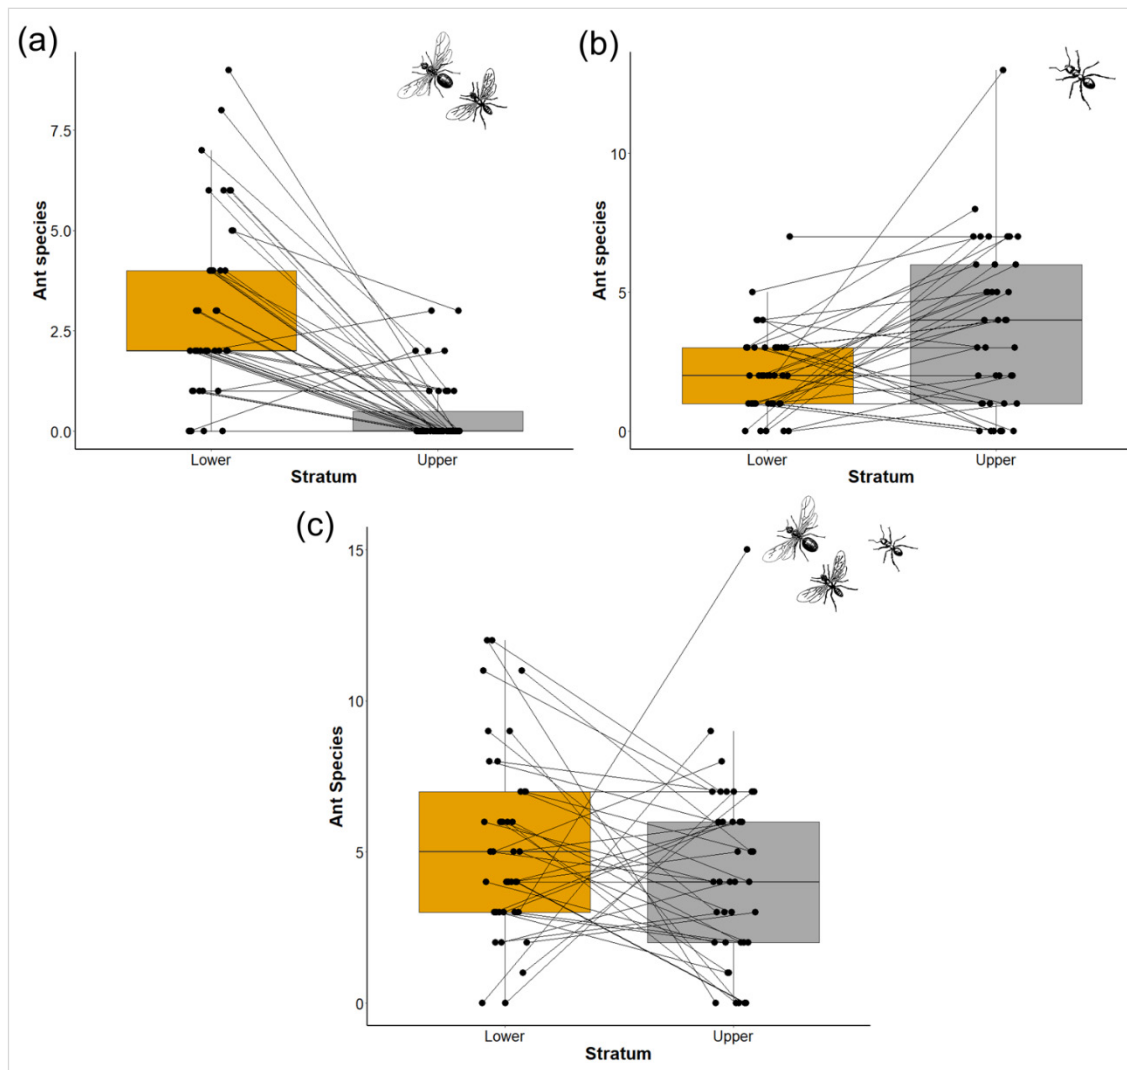 (a)
Ant species
7.5
5.0
2.5
0.0
Lower
Upper
Stratum
(b)
Ant species
10
5
0
Lower
Upper
Stratum
(c)
Ant Species
15
10
5
0
Lower
Upper
Stratum